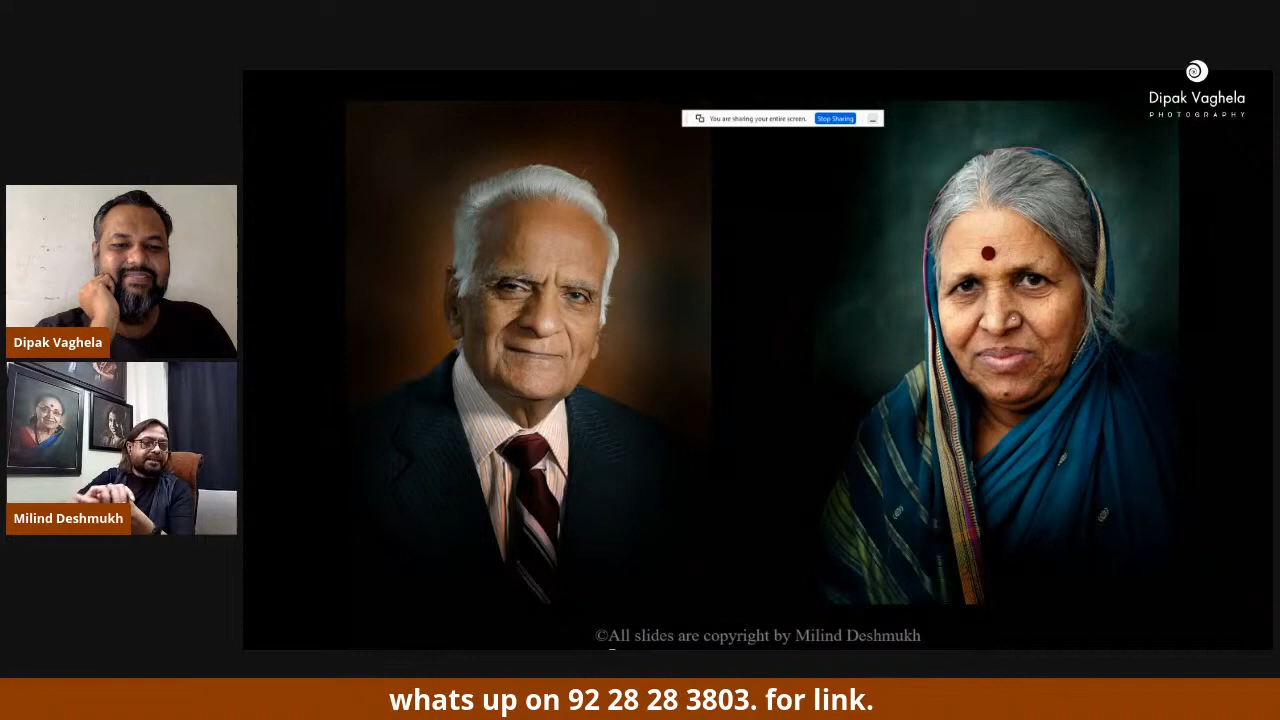 Dipak Vaghela
PHOTOGRAPHY
You are sharing your entire screen.
Stop Sharing
Dipak Vaghela
Milind Deshmukh
©All slides are copyright by Milind Deshmukh
whats up on 92 28 28 3803. for link.